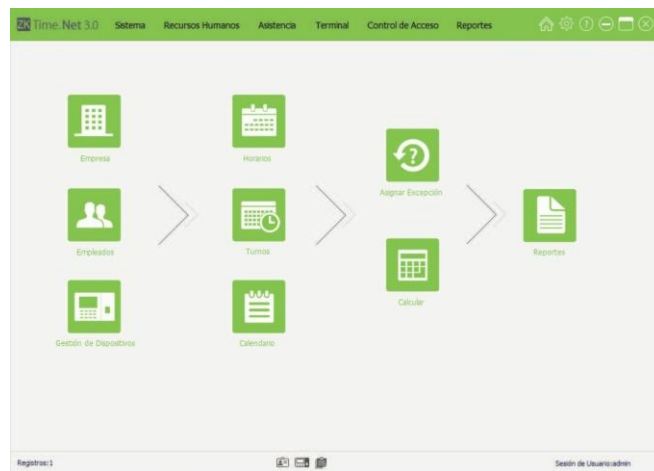 ZK Time.Net 3.0 Sistema Recursos Humanos Asistencia Terminal Control de Acceso Reportes
Empresa
Horarios
Asignar Excepción
Empleados
Turnos
Reportes
Calcular
Gestión de Dispositivos
Calendario
Registros:1
Sesión de Usuario:admin